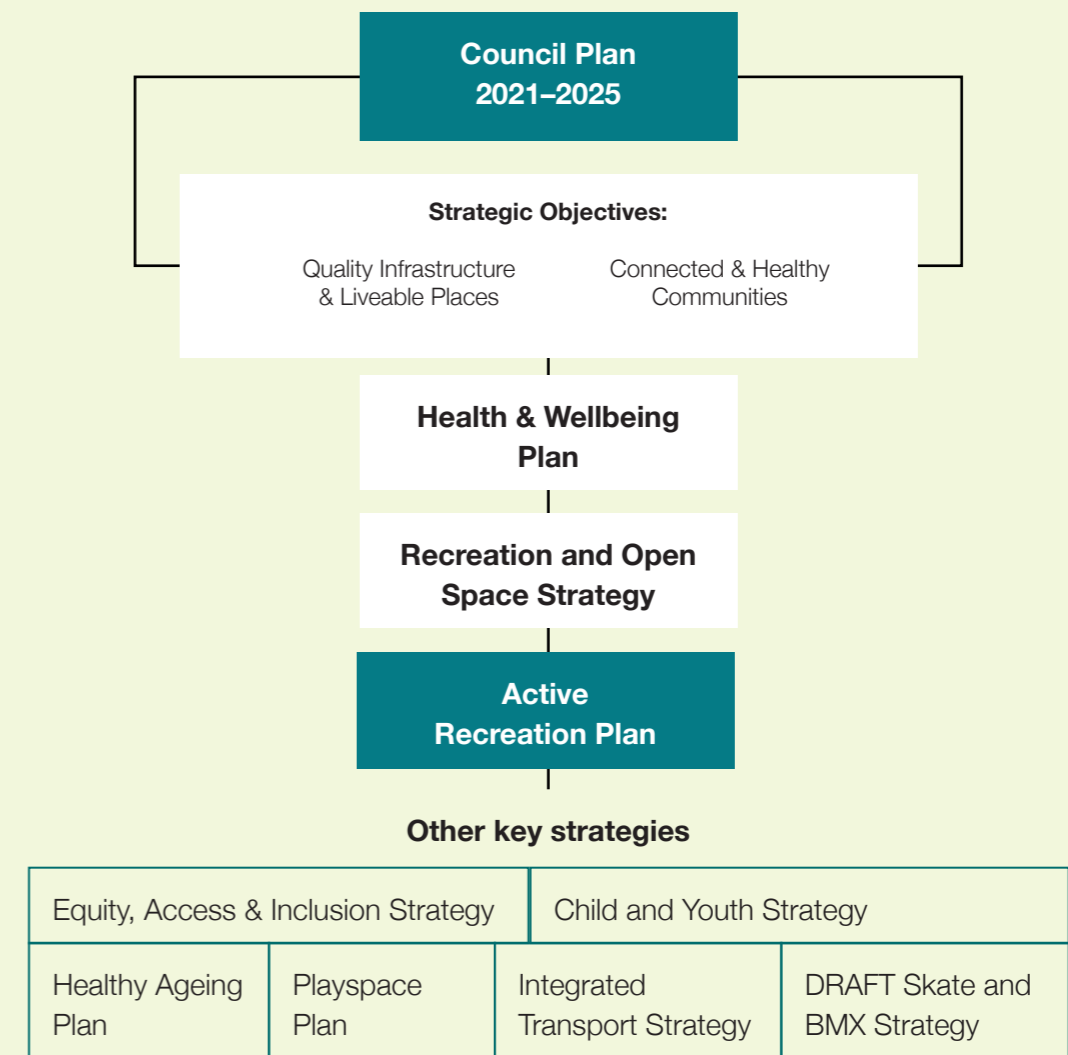 Council Plan
2021–2025
Strategic Objectives:
Quality Infrastructure
& Liveable Places
Connected & Healthy
Communities
Health & Wellbeing
Plan
Recreation and Open
Space Strategy
Active
Recreation Plan
Other key strategies
Equity, Access & Inclusion Strategy
Child and Youth Strategy
Healthy Ageing
Plan
Playspace
Plan
Integrated
Transport Strategy
DRAFT Skate and
BMX Strategy